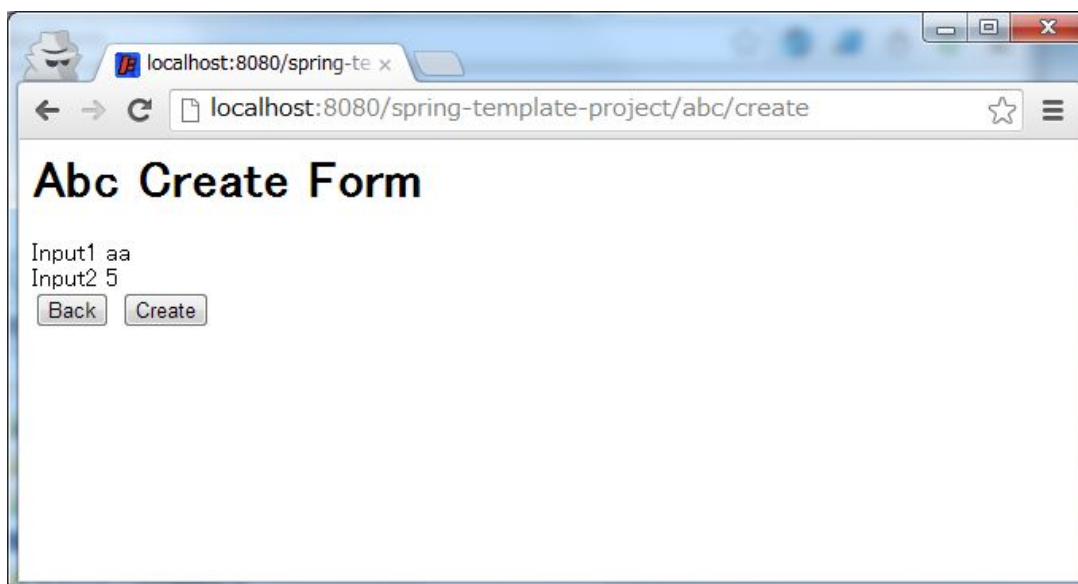 localhost:8080/spring-te
localhost:8080/spring-template-project/abc/create
Abc Create Form
Input1 aa
Input2 5
Back Create